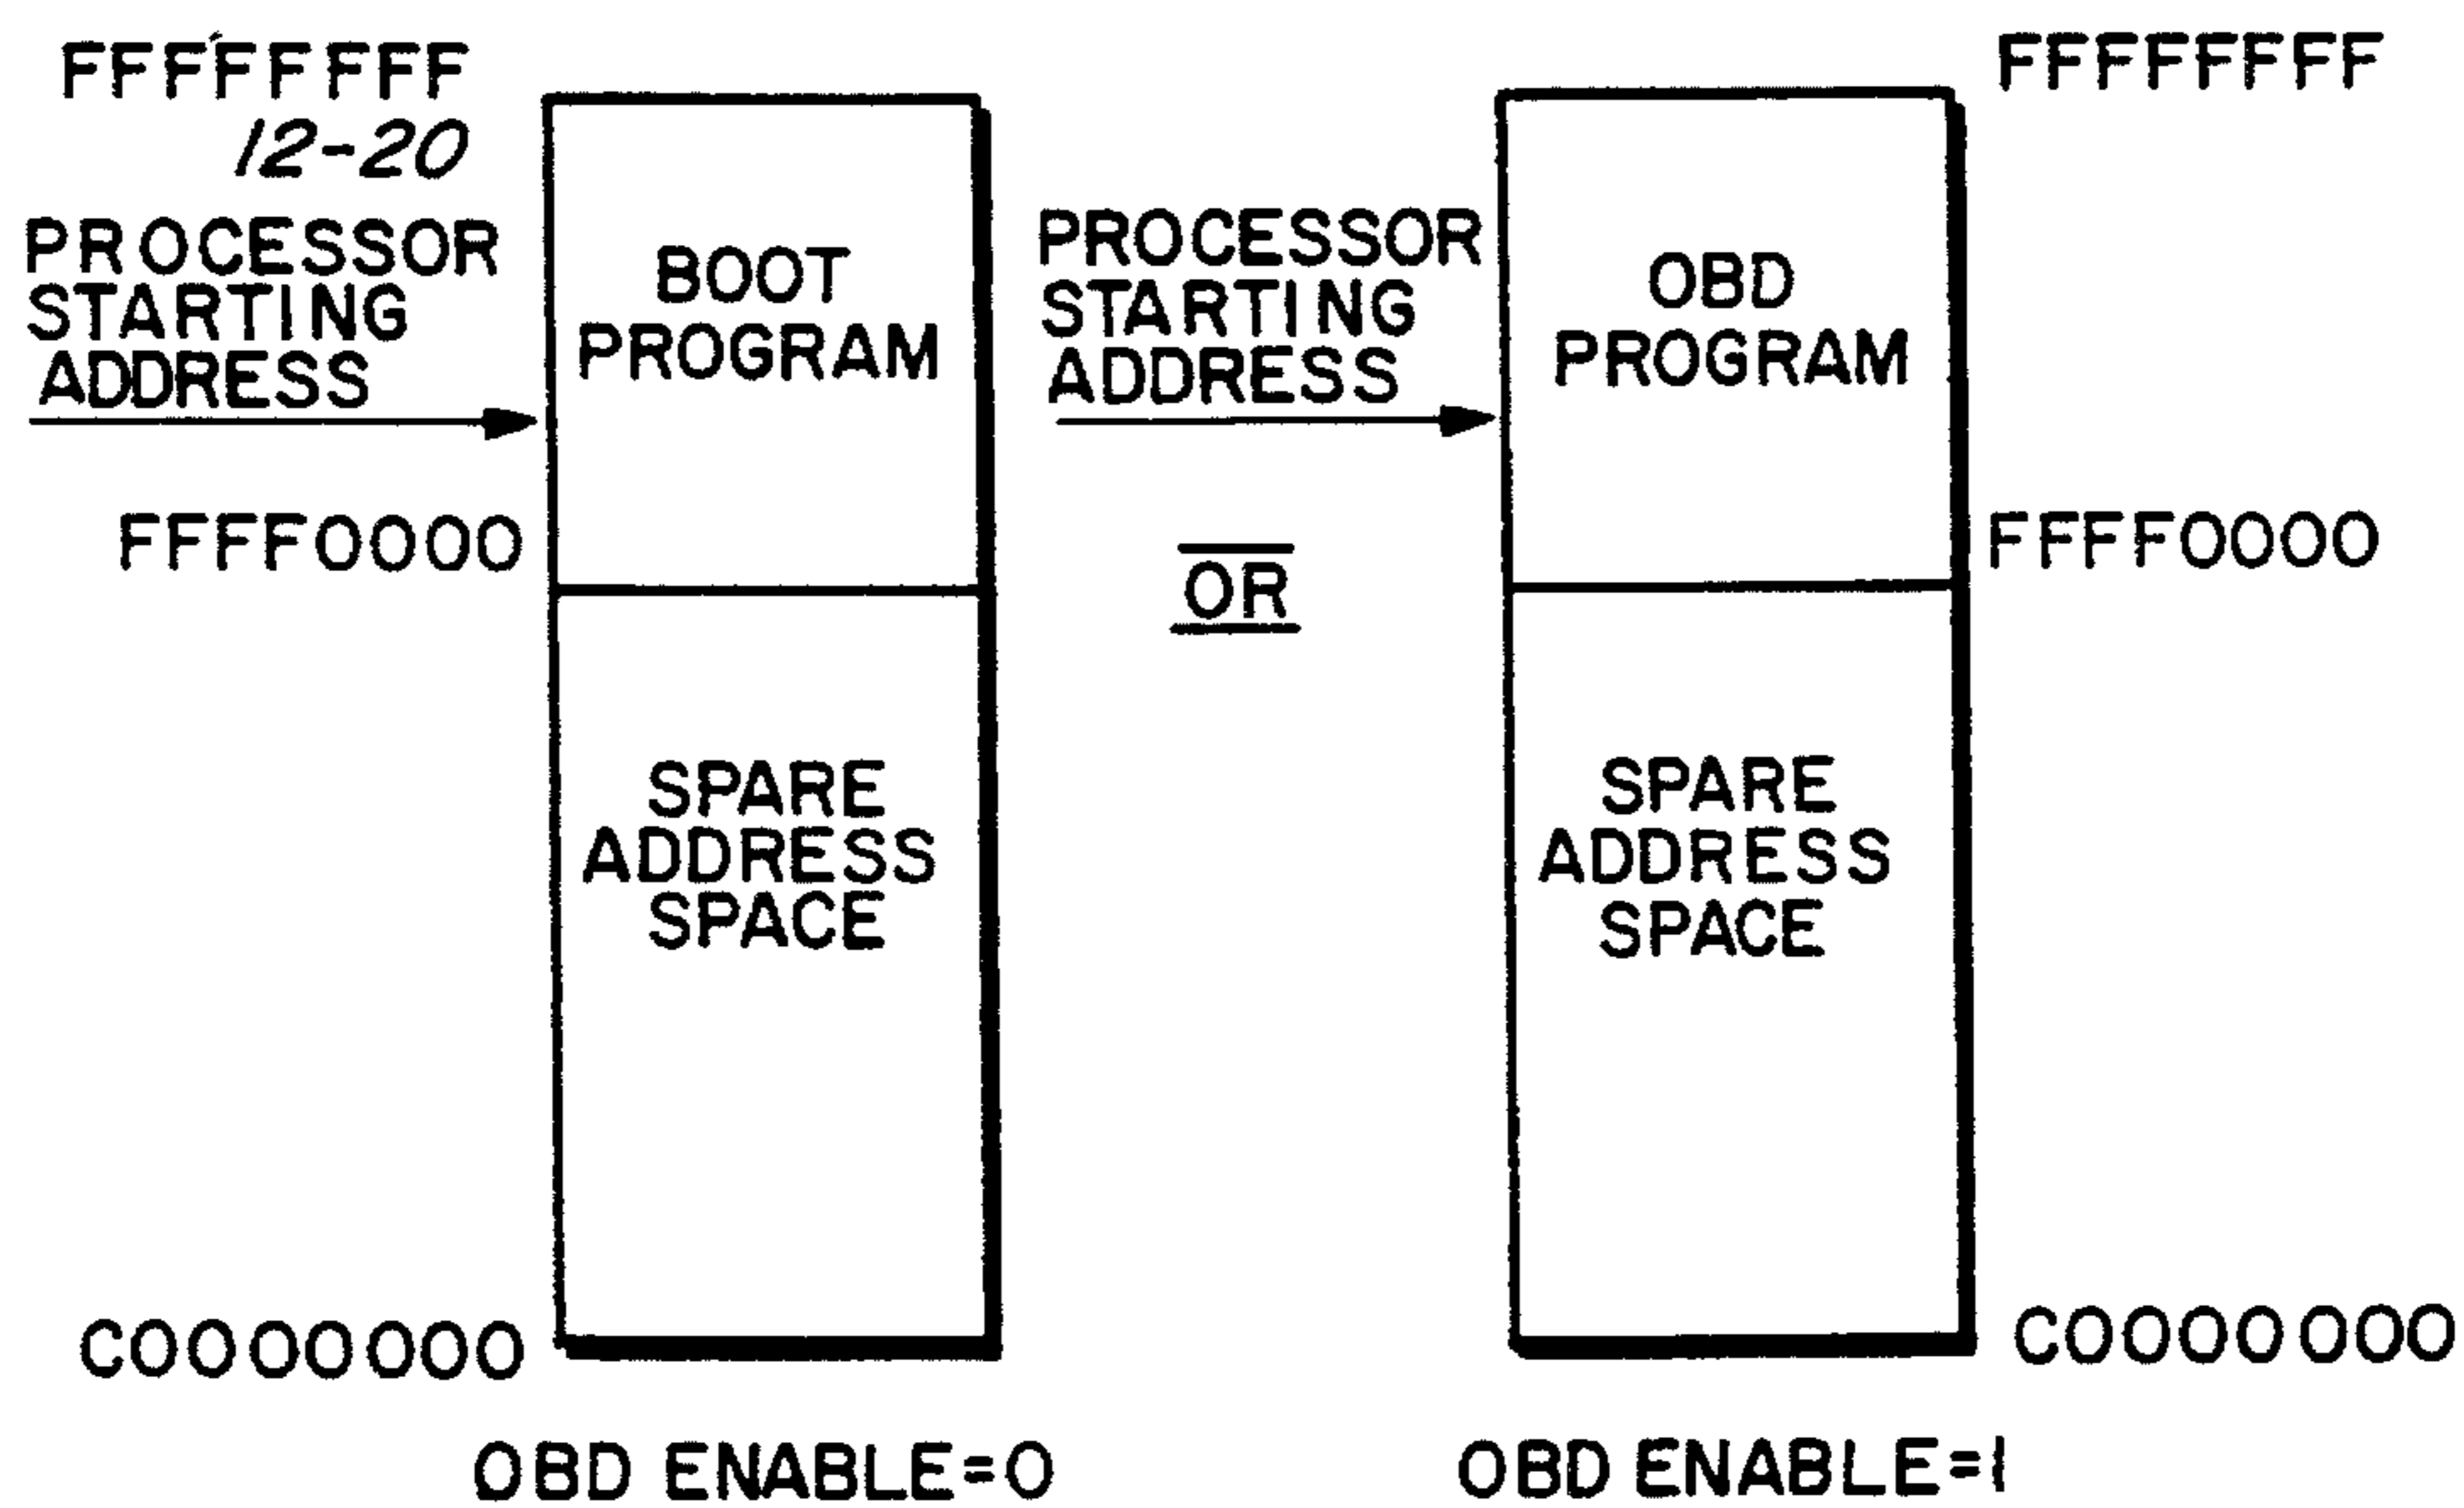 FFFFFFFF
12-20
PROCESSOR
STARTING
ADDRESS
FFFF0000
C0000000
BOOT
PROGRAM
SPARE
ADDRESS
SPACE
OBD ENABLE=0
PROCESSOR
STARTING
ADDRESS
OR
FFFFFFFF
OBD
PROGRAM
FFFF0000
SPARE
ADDRESS
SPACE
C0000000
OBD ENABLE=1